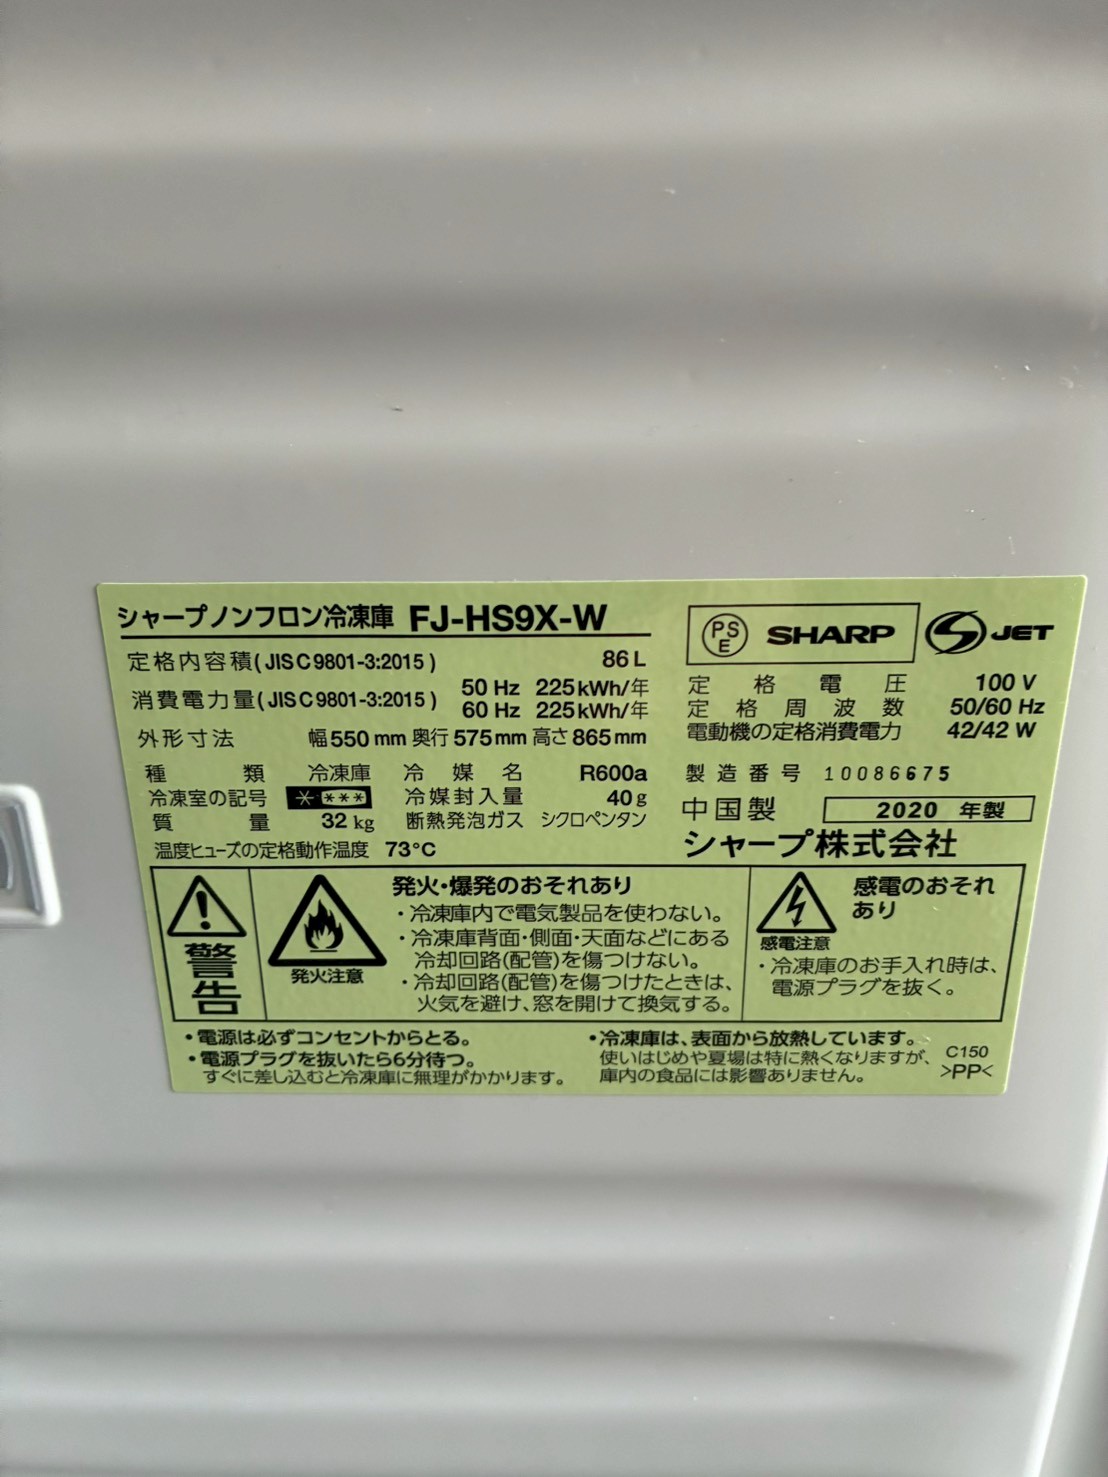 シャープノンフロン冷凍庫 FJ-HS9X-W
定格内容積(JIS C 9801-3:2015) 86 L
消費電力量(JIS C 9801-3:2015) 50 Hz 225kWh/年
60 Hz 225kWh/年
外形寸法 幅550 mm 奥行575mm 高さ865mm
種類 冷凍庫 冷媒名 R600a
冷凍室の記号 * *** 冷媒封入量 40 g
質量 32 kg 断熱発泡ガス シクロペンタン
温度ヒューズの定格動作温度 73℃
PS
E
SHARP
S JET
定格電圧 100 V
定格周波数 50/60 Hz
電動機の定格消費電力 42/42 W
製造番号 10086675
中国製 2020 年製
シャープ株式会社
警告
発火注意
発火・爆発のおそれあり
・冷凍庫内で電気製品を使わない。
・冷凍庫背面・側面・天面などにある
冷却回路(配管)を傷つけない。
・冷却回路(配管)を傷つけたときは、
火気を避け、窓を開けて換気する。
感電注意
感電のおそれ
あり
・冷凍庫のお手入れ時は、
電源プラグを抜く。
・電源は必ずコンセントからとる。
・電源プラグを抜いたら6分待つ。
すぐに差し込むと冷凍庫に無理がかかります。
・冷凍庫は、表面から放熱しています。
使いはじめや夏場は特に熱くなりますが、
庫内の食品には影響ありません。
C150
>PP<